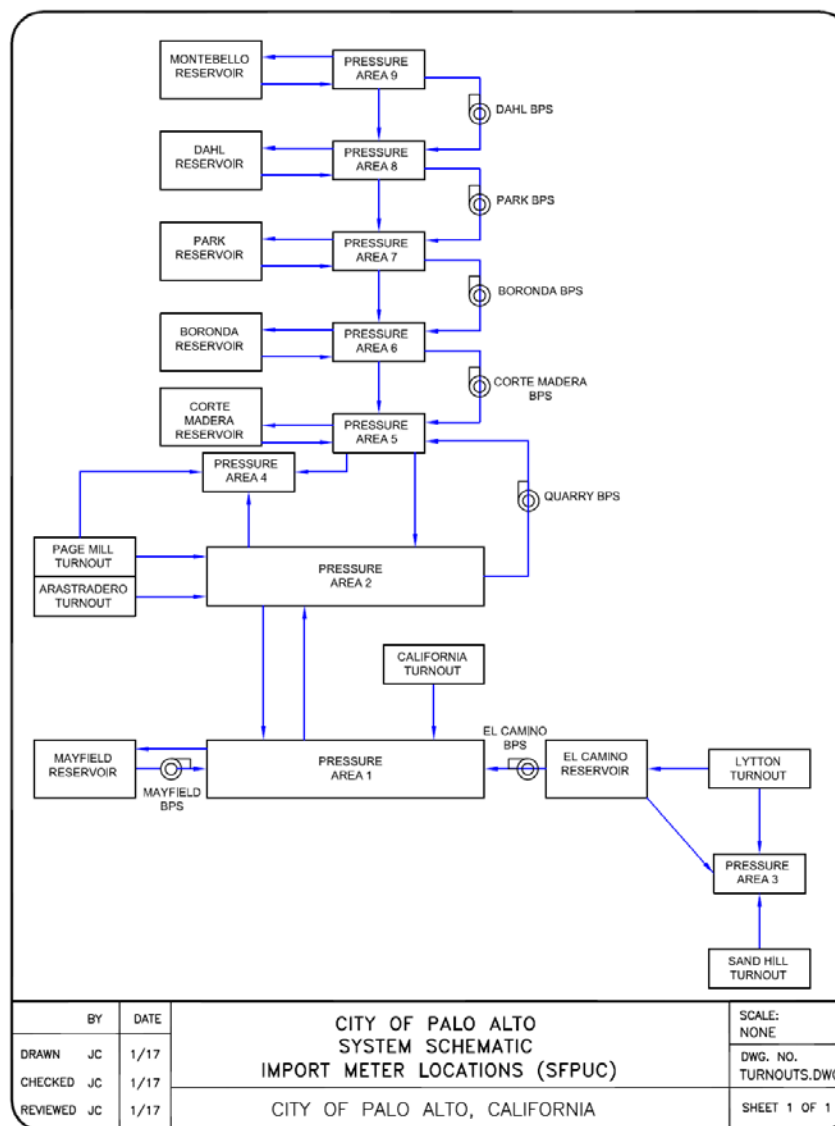 MONTEBELLO
RESERVOIR
PRESSURE
AREA 9
DAHL BPS
DAHL
RESERVOIR
PRESSURE
AREA 8
PARK BPS
PARK
RESERVOIR
PRESSURE
AREA 7
BORONDA BPS
BORONDA
RESERVOIR
PRESSURE
AREA 6
CORTE MADERA
BPS
CORTE
MADERA
RESERVOIR
PRESSURE
AREA 5
PRESSURE
AREA 4
QUARRY BPS
PAGE MILL
TURNOUT
ARASTRADERO
TURNOUT
PRESSURE
AREA 2
CALIFORNIA
TURNOUT
MAYFIELD
RESERVOIR
MAYFIELD
BPS
PRESSURE
AREA 1
EL CAMINO
BPS
EL CAMINO
RESERVOIR
LYTTON
TURNOUT
PRESSURE
AREA 3
SAND HILL
TURNOUT
BY DATE
DRAWN JC 1/17
CHECKED JC 1/17
REVIEWED JC 1/17
CITY OF PALO ALTO
SYSTEM SCHEMATIC
IMPORT METER LOCATIONS (SFPUC)
CITY OF PALO ALTO, CALIFORNIA
SCALE:
NONE
DWG. NO.
TURNOUTS.DWG
SHEET 1 OF 1